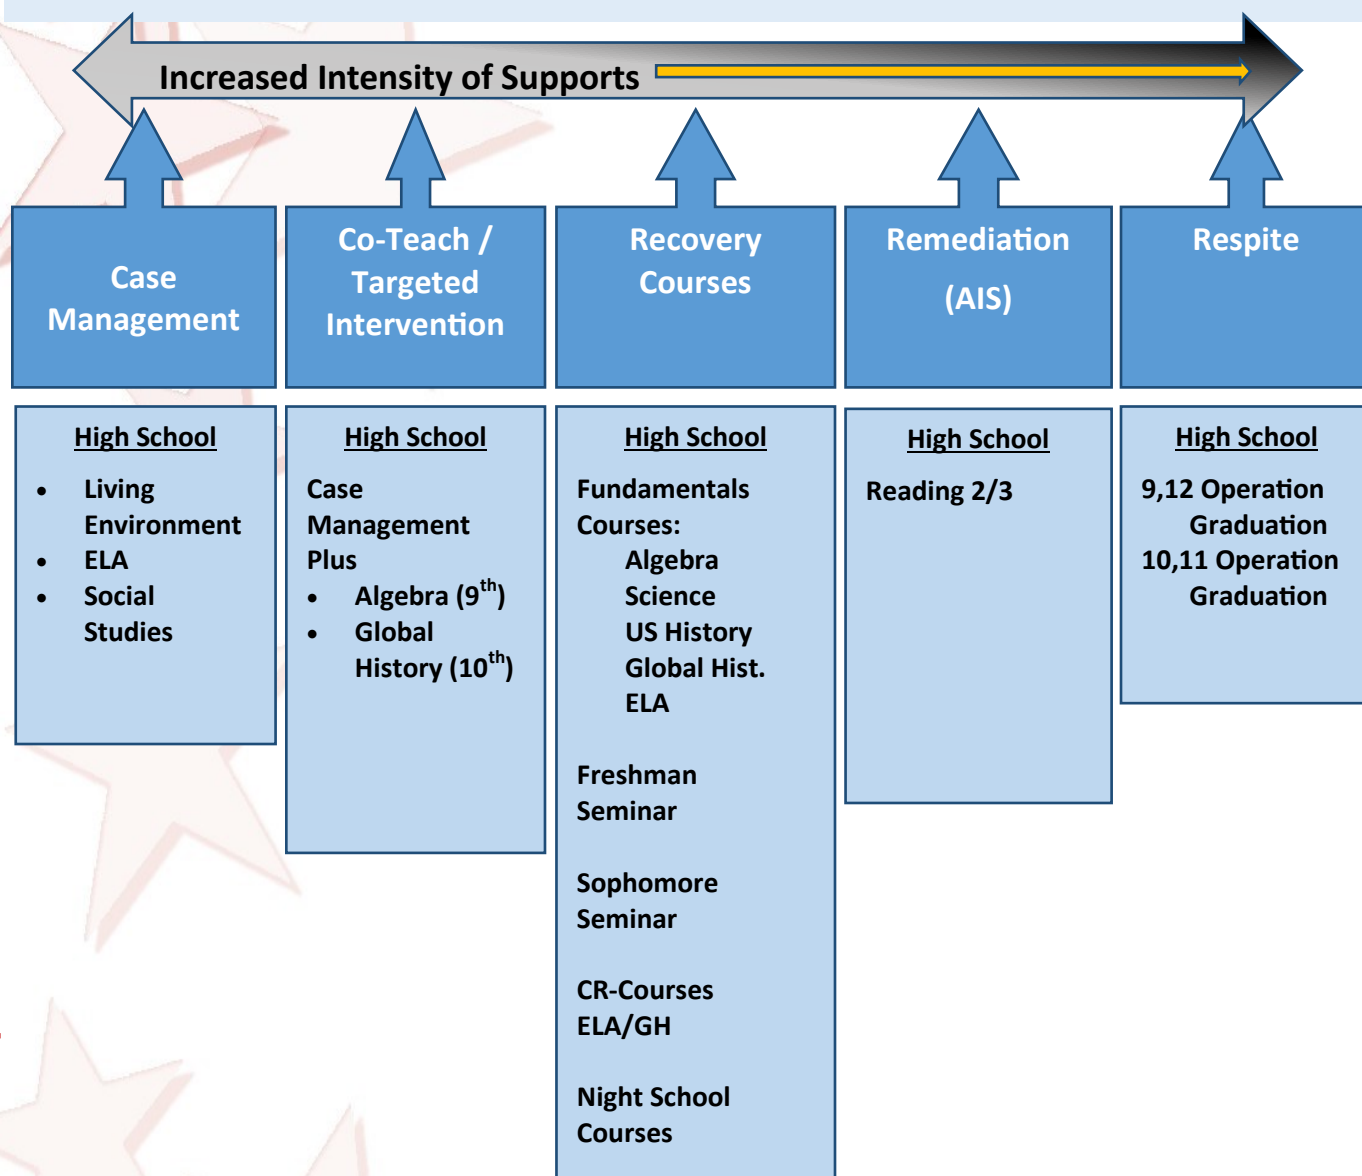 Increased Intensity of Supports
Case
Management
Co-Teach /
Targeted
Intervention
Recovery
Courses
Remediation
(AIS)
Respite
High School
• Living
Environment
• ELA
• Social
Studies
High School
Case
Management
Plus
• Algebra (9th)
• Global
History (10th)
High School
Fundamentals
Courses:
Algebra
Science
US History
Global Hist.
ELA
Freshman
Seminar
Sophomore
Seminar
CR-Courses
ELA/GH
Night School
Courses
High School
Reading 2/3
High School
9,12 Operation
Graduation
10,11 Operation
Graduation